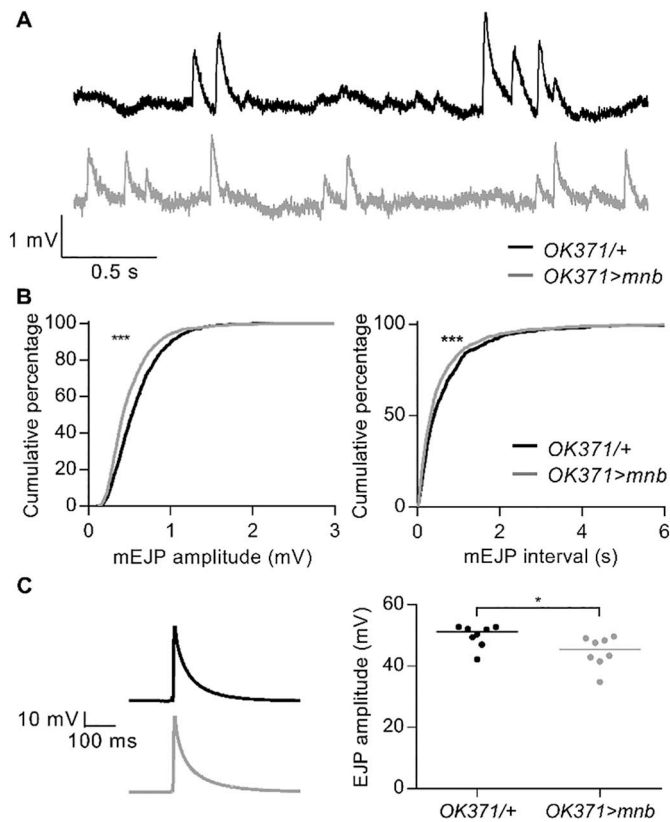 A
1 mV
0.5 s
OK371/+
OK371>mnb
B
Cumulative percentage
100
80
60
40
20
0
***
0 1 2 3
mEJP amplitude (mV)
Cumulative percentage
100
50
0
***
OK371/+
OK371>mnb
0 2 4 6
mEJP interval (s)
C
10 mV
100 ms
EJP amplitude (mV)
60
40
20
0
*
OK371/+ OK371>mnb